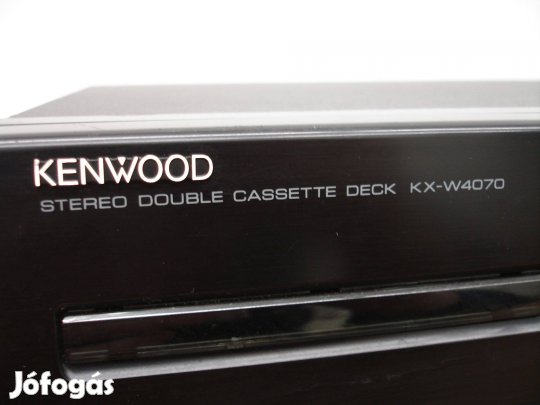 KENWOOD
STEREO DOUBLE CASSETTE DECK KX-W4070
Jófogás